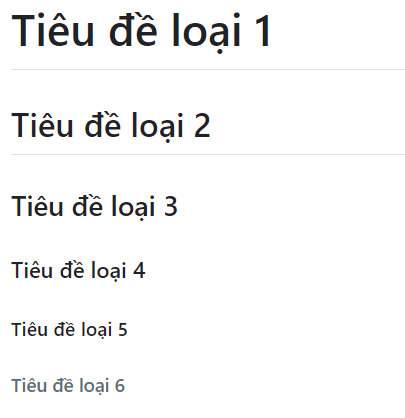 Tiêu đề loại 1
Tiêu đề loại 2
Tiêu đề loại 3
Tiêu đề loại 4
Tiêu đề loại 5
Tiêu đề loại 6